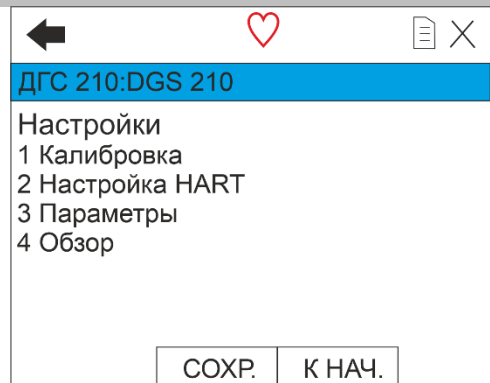 ДГС 210:DGS 210
Настройки
1 Калибровка
2 Настройка HART
3 Параметры
4 Обзор
СОХР. К НАЧ.